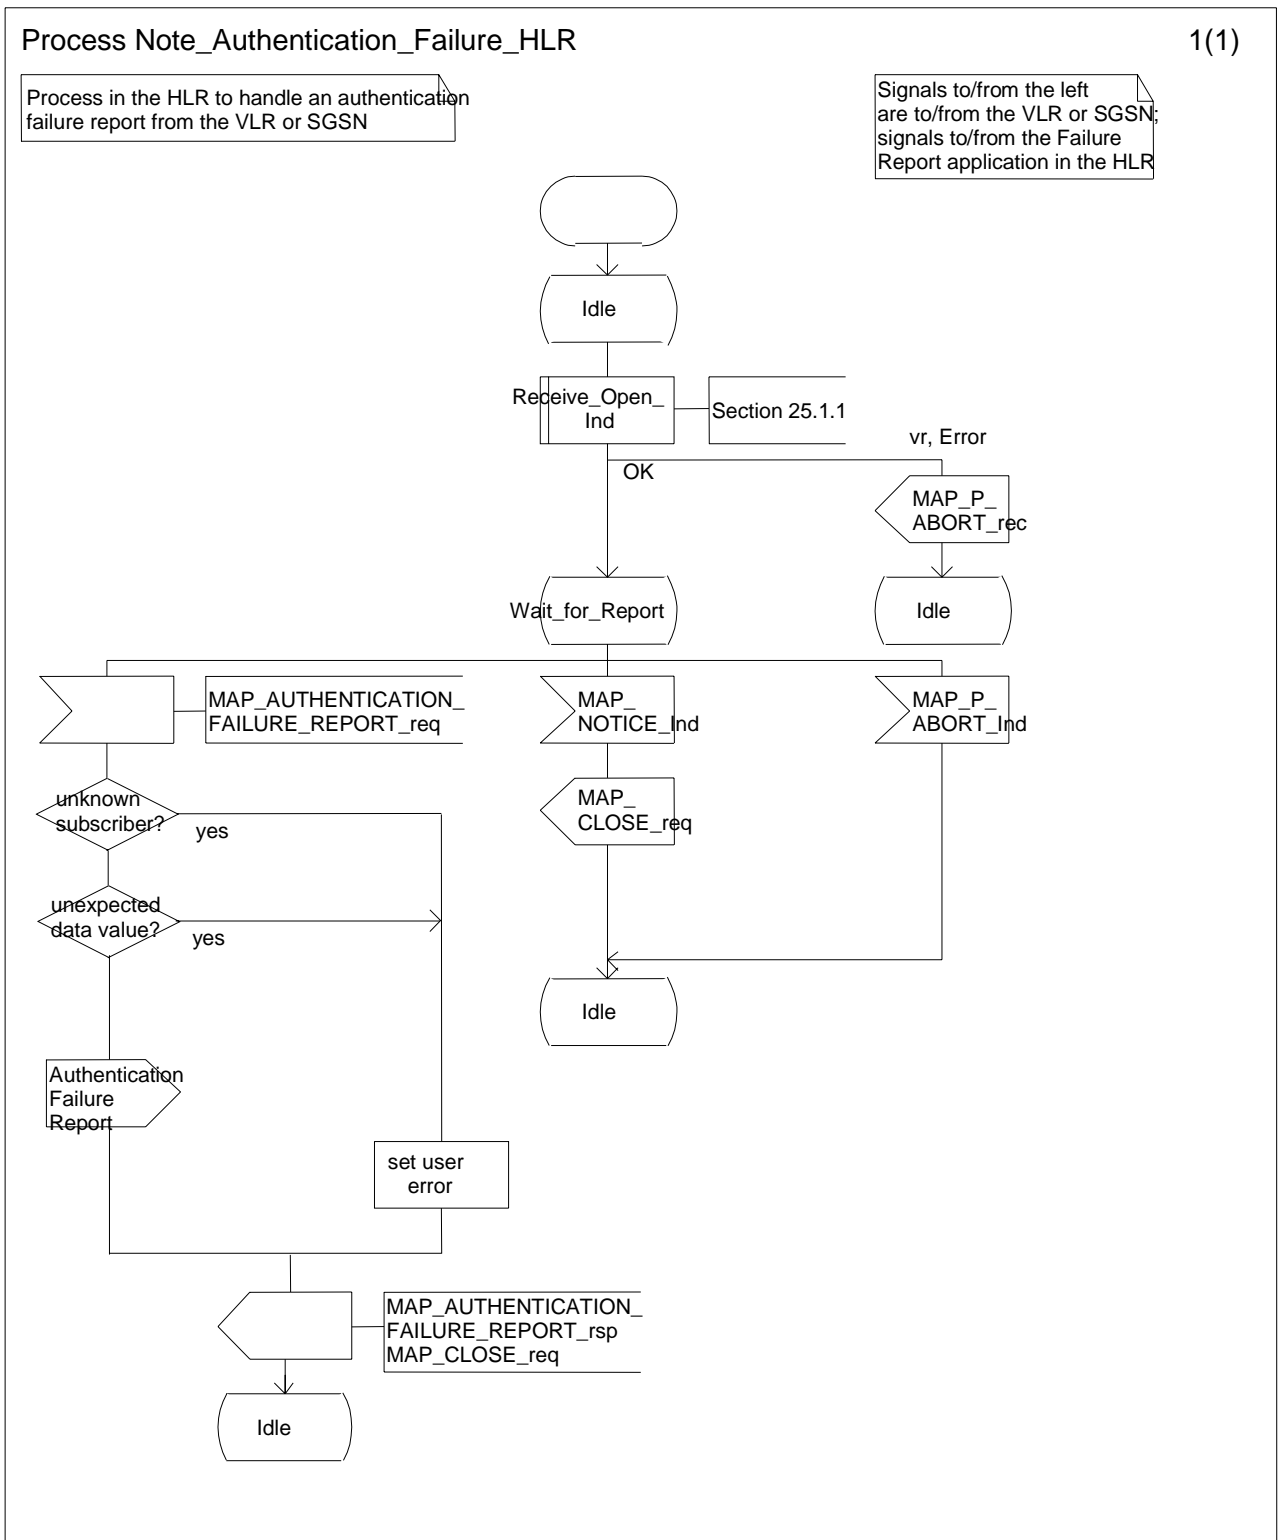 Process Note_Authentication_Failure_HLR
1(1)
Process in the HLR to handle an authentication
failure report from the VLR or SGSN
Signals to/from the left
are to/from the VLR or SGSN;
signals to/from the Failure
Report application in the HLR
Idle
Receive_Open_
Ind
Section 25.1.1
vr, Error
OK
MAP_P_
ABORT_rec
Wait_for_Report
Idle
MAP_AUTHENTICATION_
FAILURE_REPORT_req
MAP_
NOTICE_Ind
MAP_P_
ABORT_Ind
unknown
subscriber?
yes
MAP_
CLOSE_req
unexpected
data value?
yes
Idle
Authentication
Failure
Report
set user
error
MAP_AUTHENTICATION_
FAILURE_REPORT_rsp
MAP_CLOSE_req
Idle